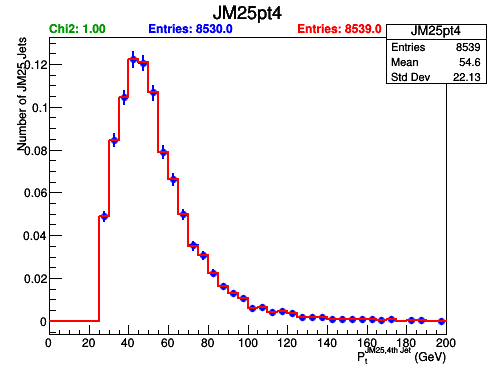 JM25pt4
Chi2: 1.00 Entries: 8530.0 Entries: 8539.0
JM25pt4
Entries 8539
Mean 54.6
Std Dev 22.13
Number of JM25 Jets
0.12
0.1
0.08
0.06
0.04
0.02
0
0 20 40 60 80 100 120 140 160 180 200
P_t^JM25,4th Jet (GeV)